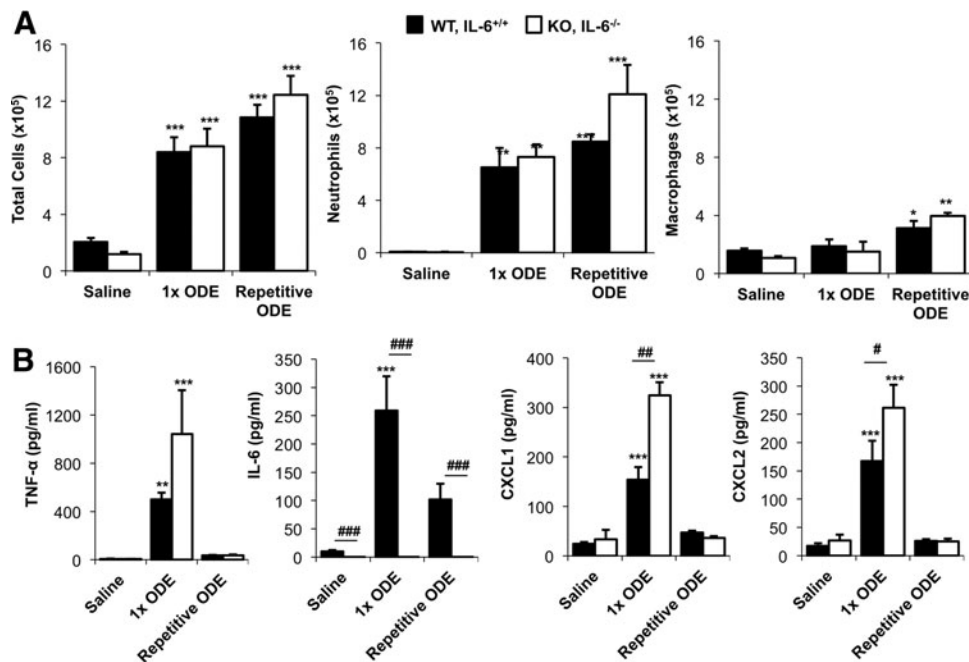 A
WT, IL-6+/+ KO, IL-6-/-
Total Cells (x10⁵)
16
12
8
4
0
***
***
***
***
Saline
1x ODE
Repetitive
ODE
Neutrophils (x10⁵)
16
12
8
4
0
**
**
***
***
Saline
1x ODE
Repetitive
ODE
Macrophages (x10⁵)
16
12
8
4
0
*
**
Saline
1x ODE
Repetitive
ODE
B
TNF-α (pg/ml)
1600
1200
800
400
0
**
***
Saline
1x ODE
Repetitive ODE
IL-6 (pg/ml)
350
300
250
200
150
100
50
0
###
***
###
###
Saline
1x ODE
Repetitive ODE
CXCL1 (pg/ml)
400
300
200
100
0
##
***
***
Saline
1x ODE
Repetitive ODE
CXCL2 (pg/ml)
350
300
250
200
150
100
50
0
#
***
***
Saline
1x ODE
Repetitive ODE